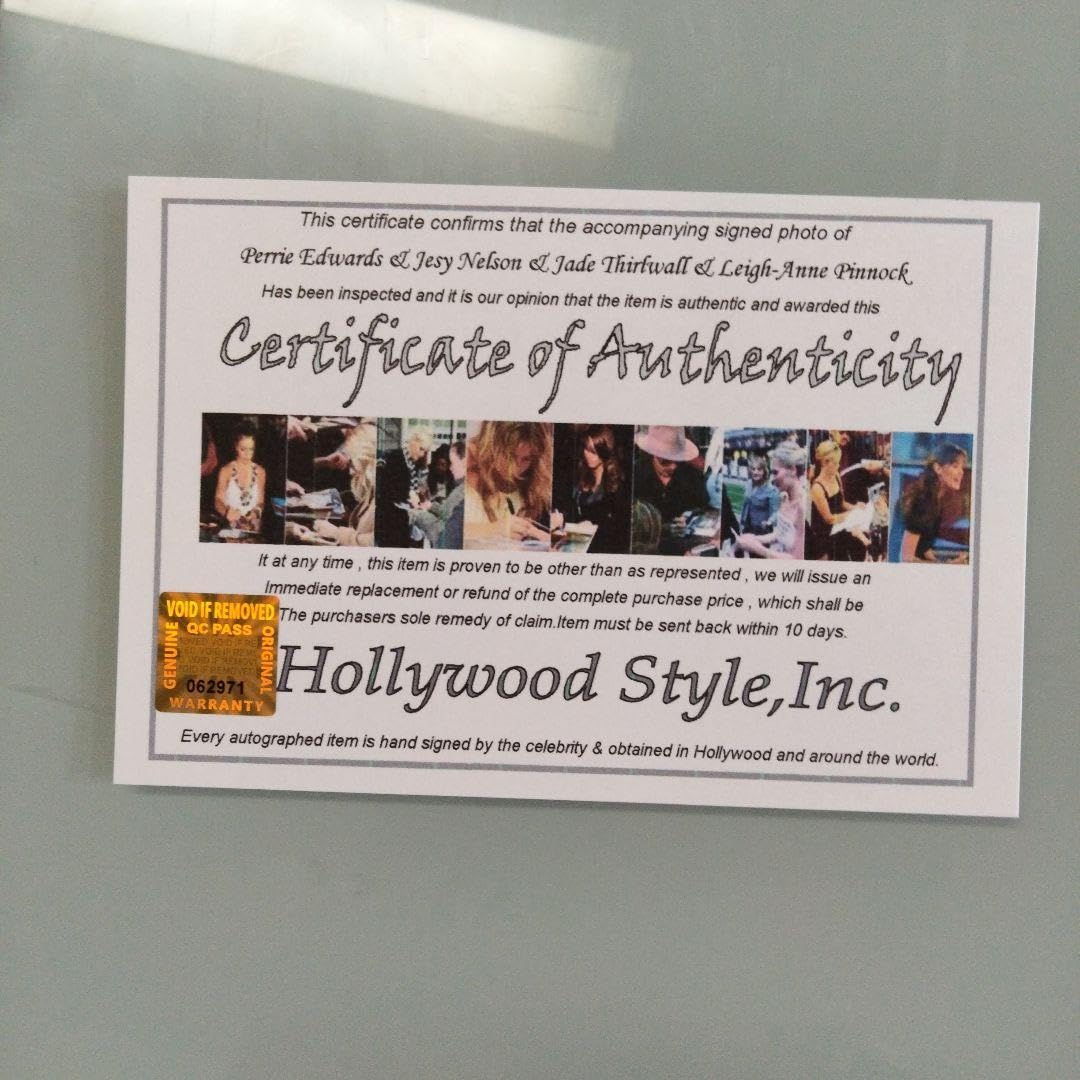 This certificate confirms that the accompanying signed photo of
Perrie Edwards & Jesy Nelson & Jade Thirlwall & Leigh-Anne Pinnock
Has been inspected and it is our opinion that the item is authentic and awarded this
Certificate of Authenticity
It at any time , this item is proven to be other than as represented , we will issue an
Immediate replacement or refund of the complete purchase price , which shall be
The purchasers sole remedy of claim.Item must be sent back within 10 days.
VOID IF REMOVED
QC PASS
GENUINE
ORIGINAL
062971
WARRANTY
Hollywood Style,Inc.
Every autographed item is hand signed by the celebrity & obtained in Hollywood and around the world.